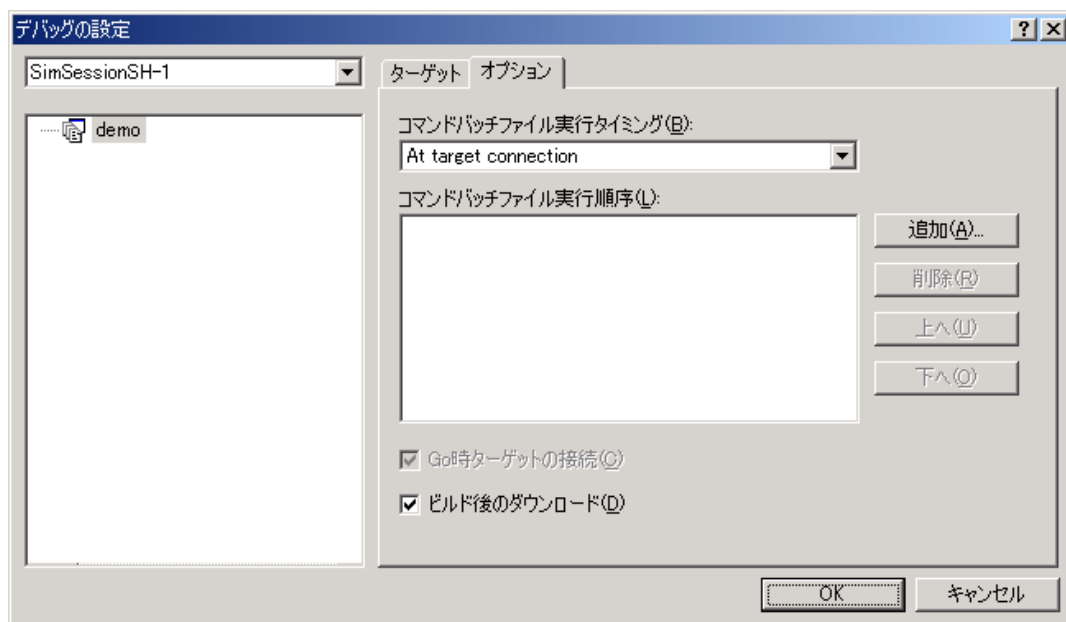 デバッグの設定
SimSessionSH-1
demo
ターゲット
オプション
コマンドバッチファイル実行タイミング(B):
At target connection
コマンドバッチファイル実行順序(L):
追加(A)...
削除(R)
上へ(U)
下へ(O)
Go時ターゲットの接続(C)
ビルド後のダウンロード(D)
OK
キャンセル